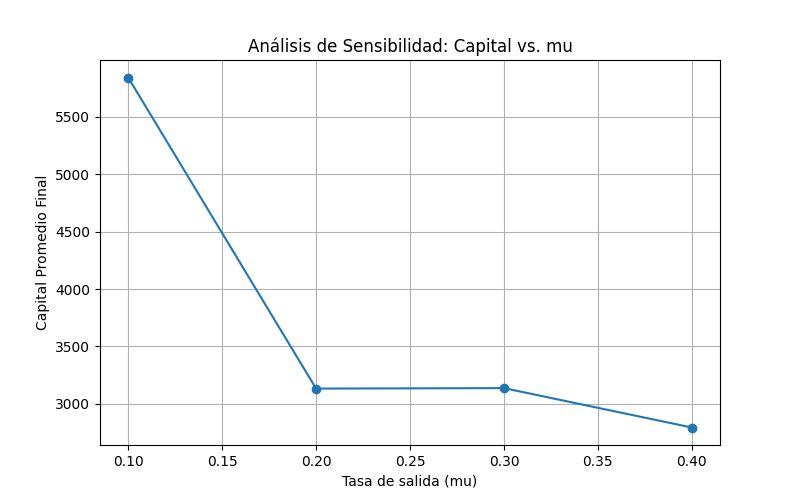 Análisis de Sensibilidad: Capital vs. mu
Capital Promedio Final
5500
5000
4500
4000
3500
3000
0.10 0.15 0.20 0.25 0.30 0.35 0.40
Tasa de salida (mu)